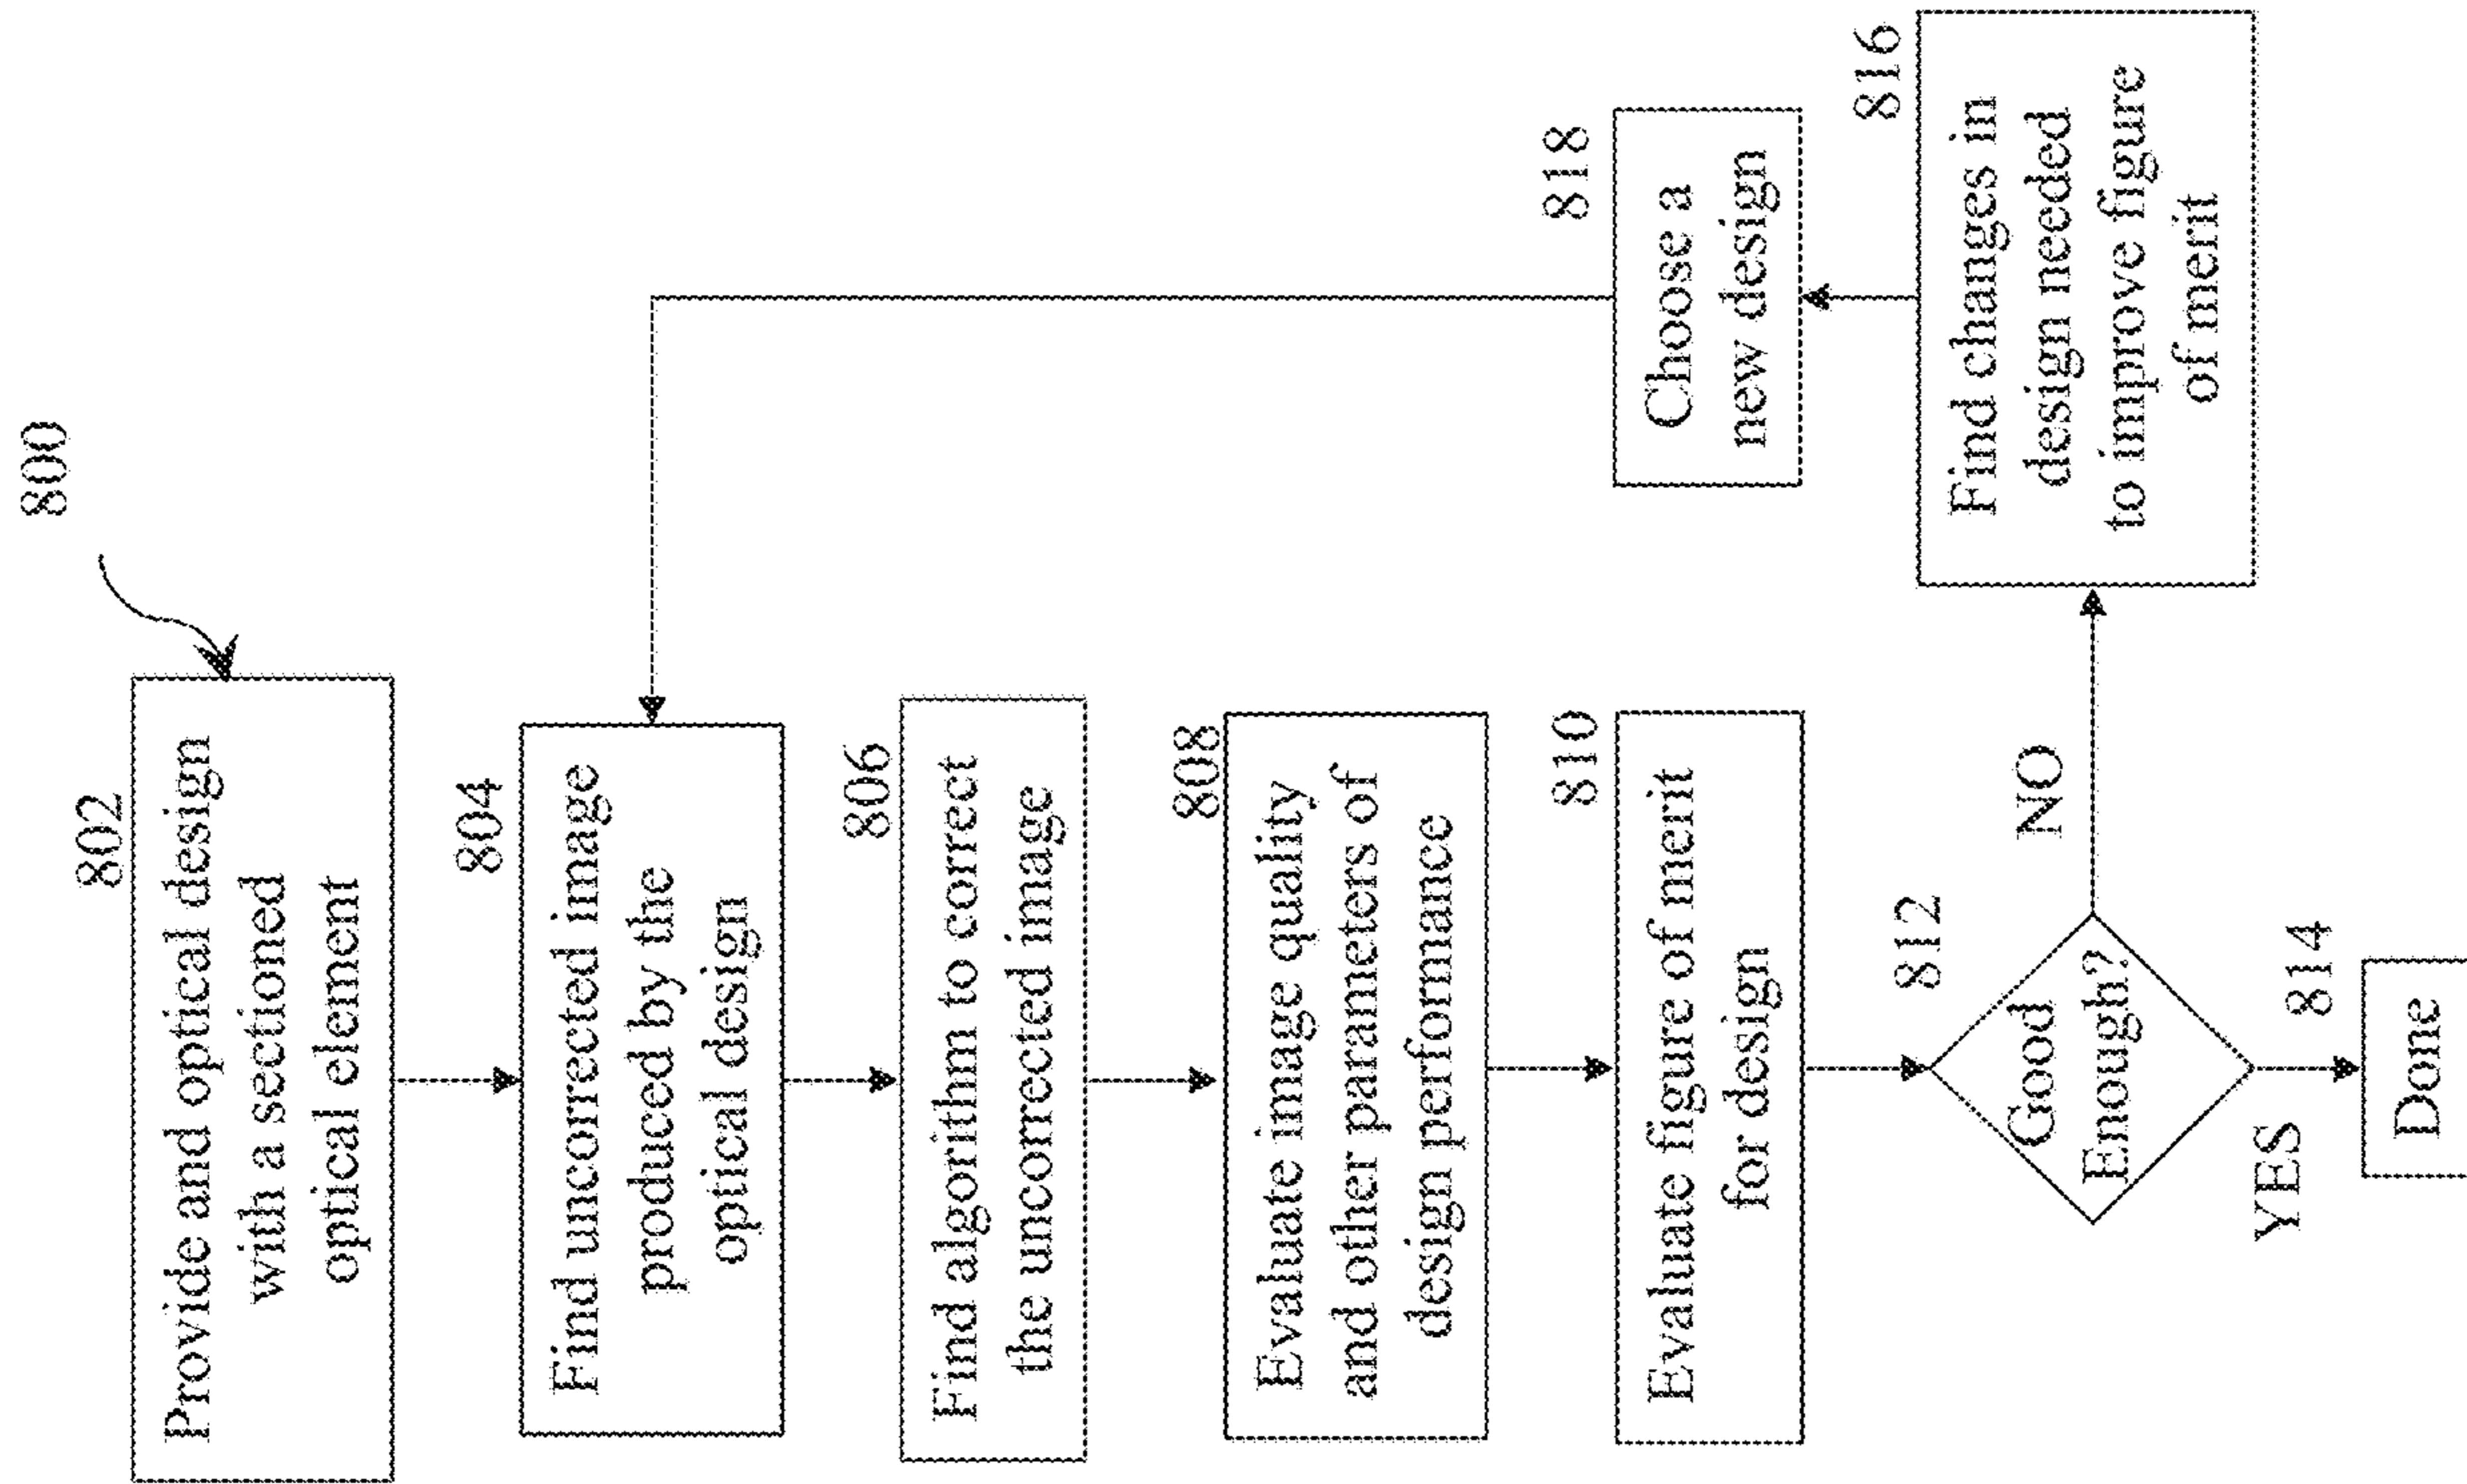 800
802
Provide and optical design
with a sectioned
optical element
804
Find uncorrected image
produced by the
optical design
806
Find algorithm to correct
the uncorrected image
808
Evaluate image quality
and other parameters of
design performance
810
Evaluate figure of merit
for design
812
Good
Enough?
NO
YES
814
Done
816
Find changes in
design needed
to improve figure
of merit
818
Choose a
new design